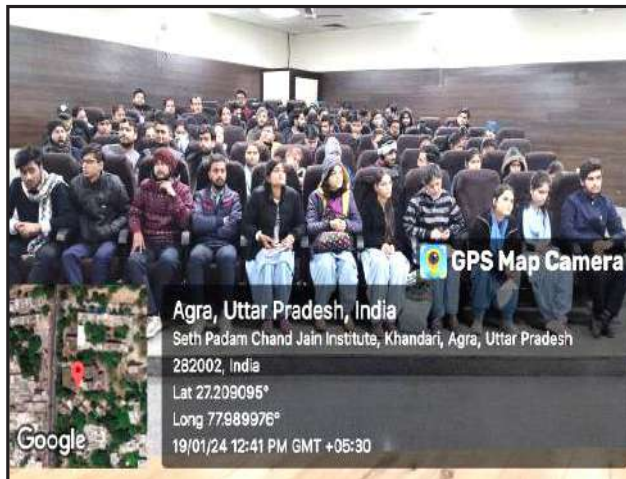 GPS Map Camera
Agra, Uttar Pradesh, India
Seth Padam Chand Jain Institute, Khandari, Agra, Uttar Pradesh
282002, India
Lat 27.209095°
Long 77.989976°
19/01/24 12:41 PM GMT +05:30
Google